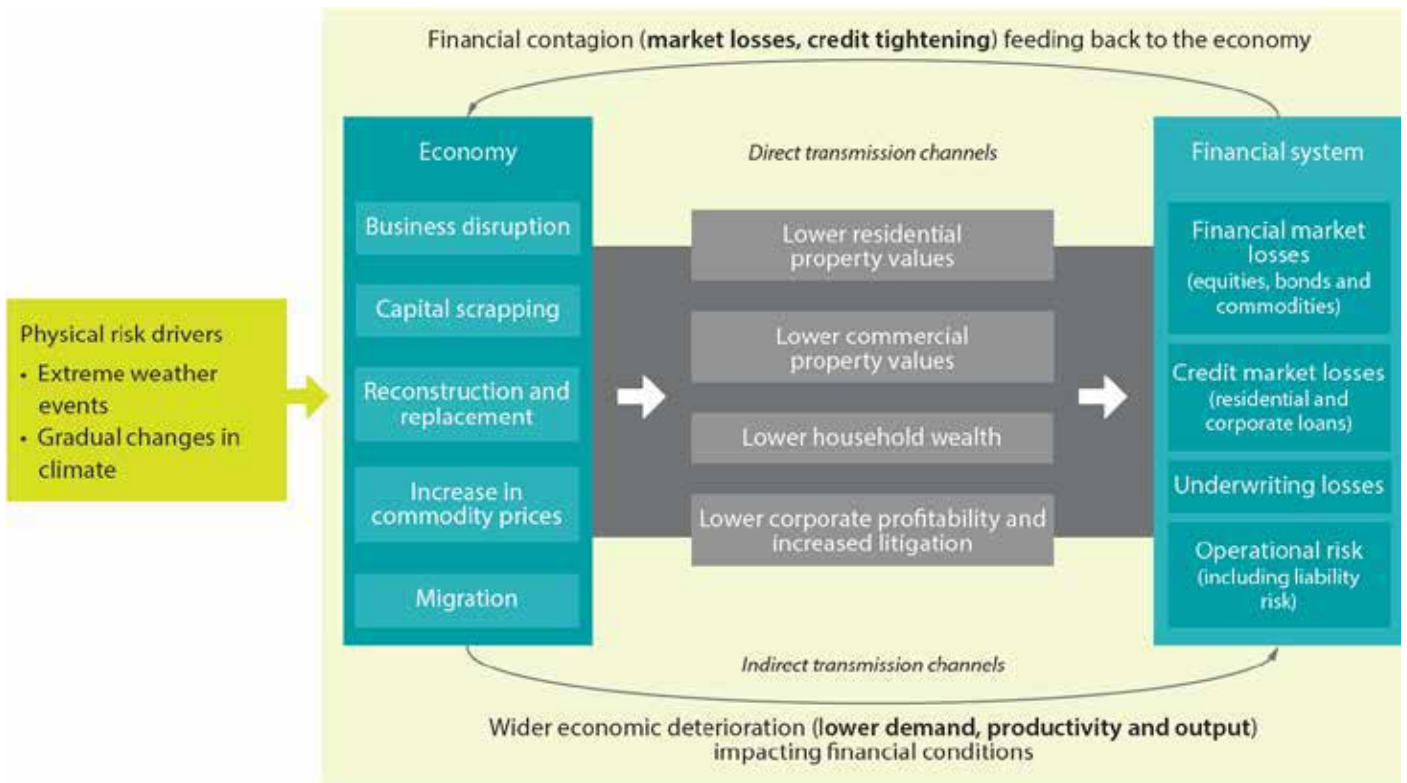 Financial contagion (market losses, credit tightening) feeding back to the economy
Physical risk drivers
• Extreme weather
events
• Gradual changes in
climate
Economy
Business disruption
Capital scrapping
Reconstruction and
replacement
Increase in
commodity prices
Migration
Direct transmission channels
Lower residential
property values
Lower commercial
property values
Lower household wealth
Lower corporate profitability and
increased litigation
Indirect transmission channels
Financial system
Financial market
losses
(equities, bonds and
commodities)
Credit market losses
(residential and
corporate loans)
Underwriting losses
Operational risk
(including liability
risk)
Wider economic deterioration (lower demand, productivity and output)
impacting financial conditions